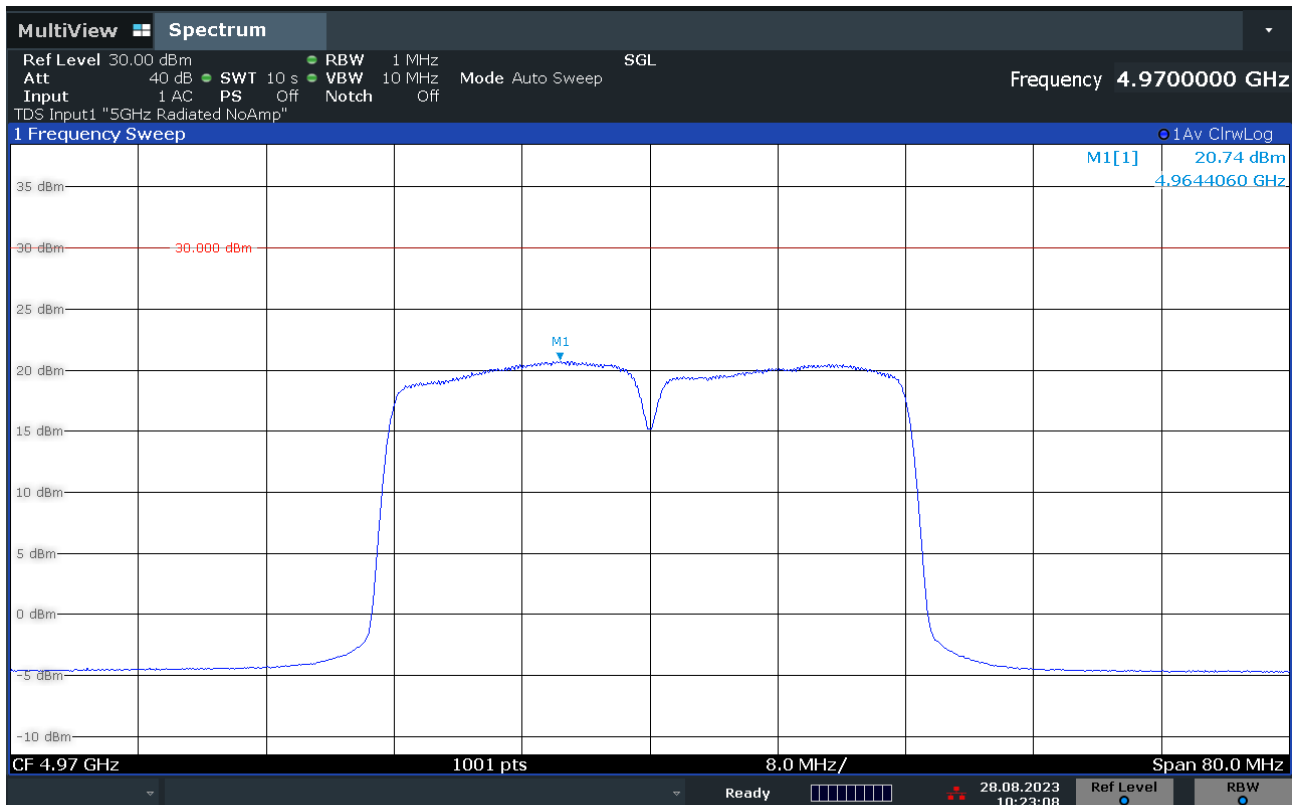 MultiView Spectrum
Ref Level 30.00 dBm RBW 1 MHz SGL
Att 40 dB SWT 10 s VBW 10 MHz Mode Auto Sweep Frequency 4.9700000 GHz
Input 1 AC PS Off Notch Off
TDS Input1 "5GHz Radiated NoAmp"
1 Frequency Sweep 1Av ClrwLog
M1[1] 20.74 dBm
4.9644060 GHz
35 dBm
30 dBm 30.000 dBm
25 dBm
M1
20 dBm
15 dBm
10 dBm
5 dBm
0 dBm
-5 dBm
-10 dBm
CF 4.97 GHz 1001 pts 8.0 MHz/ Span 80.0 MHz
Ready 28.08.2023 Ref Level RBW
10:23:08